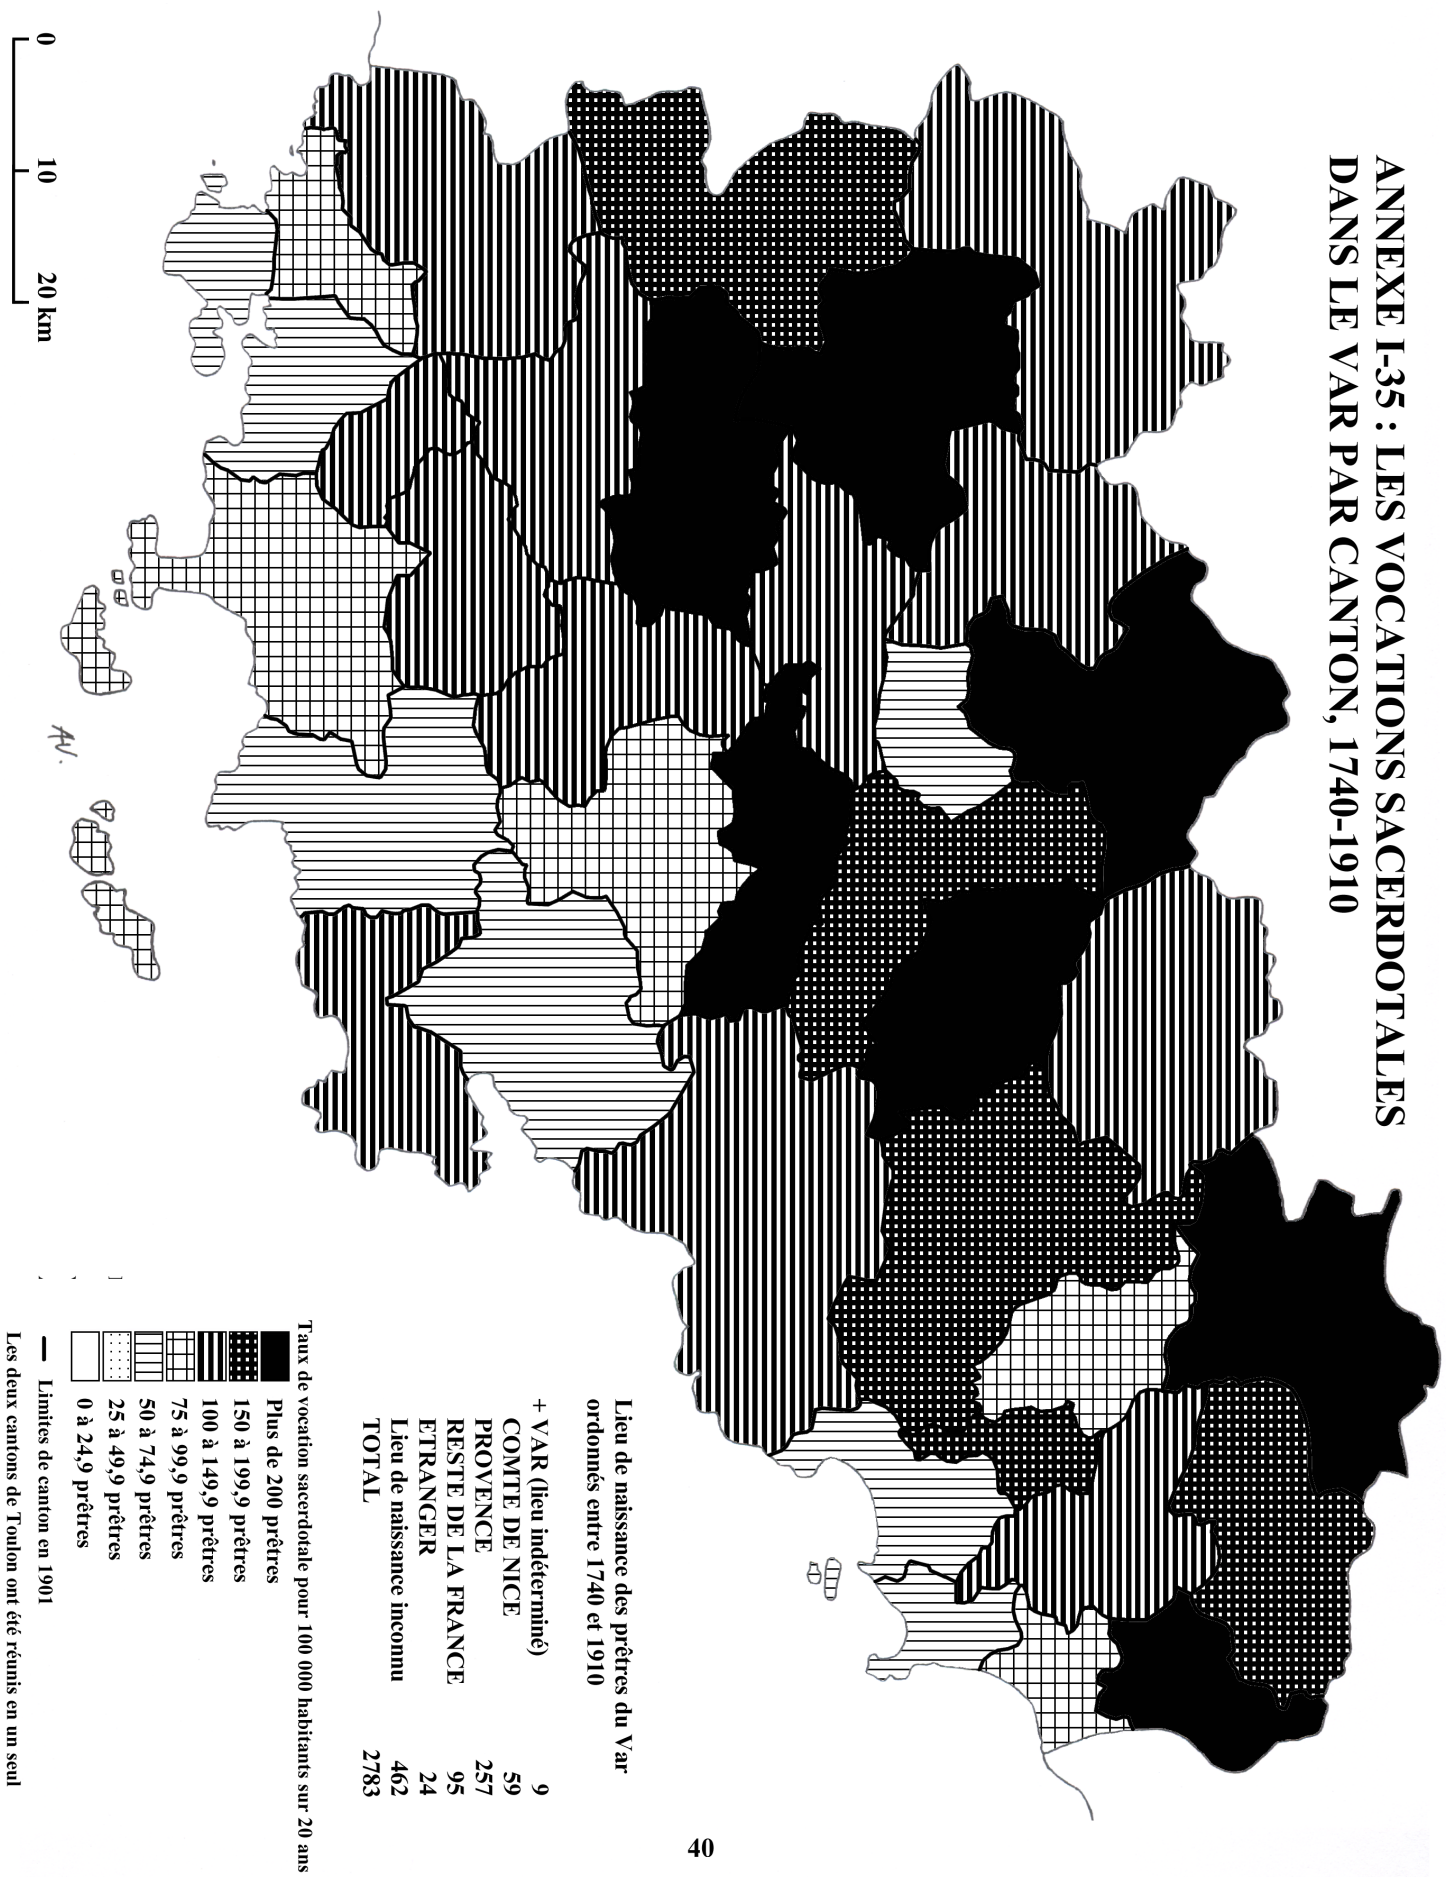 ANNEXE I-35 : LES VOCATIONS SACERDOTALES
DANS LE VAR PAR CANTON, 1740-1910
Lieu de naissance des prêtres du Var
ordonnés entre 1740 et 1910
+ VAR (lieu indéterminé) 9
COMTE DE NICE 59
PROVENCE 257
RESTE DE LA FRANCE 95
ETRANGER 24
Lieu de naissance inconnu 462
TOTAL 2783
Taux de vocation sacerdotale pour 100 000 habitants sur 20 ans
Plus de 200 prêtres
150 à 199,9 prêtres
100 à 149,9 prêtres
75 à 99,9 prêtres
50 à 74,9 prêtres
25 à 49,9 prêtres
0 à 24,9 prêtres
Limites de canton en 1901
Les deux cantons de Toulon ont été réunis en un seul
0 10 20 km
AV.
40